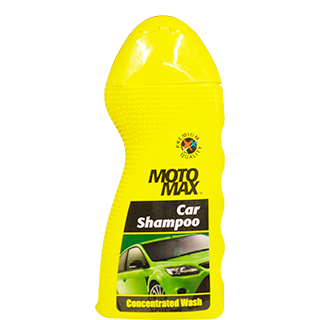 PREMIUM
QUALITY
MOTO
MAX
Car
Shampoo
Concentrated Wash